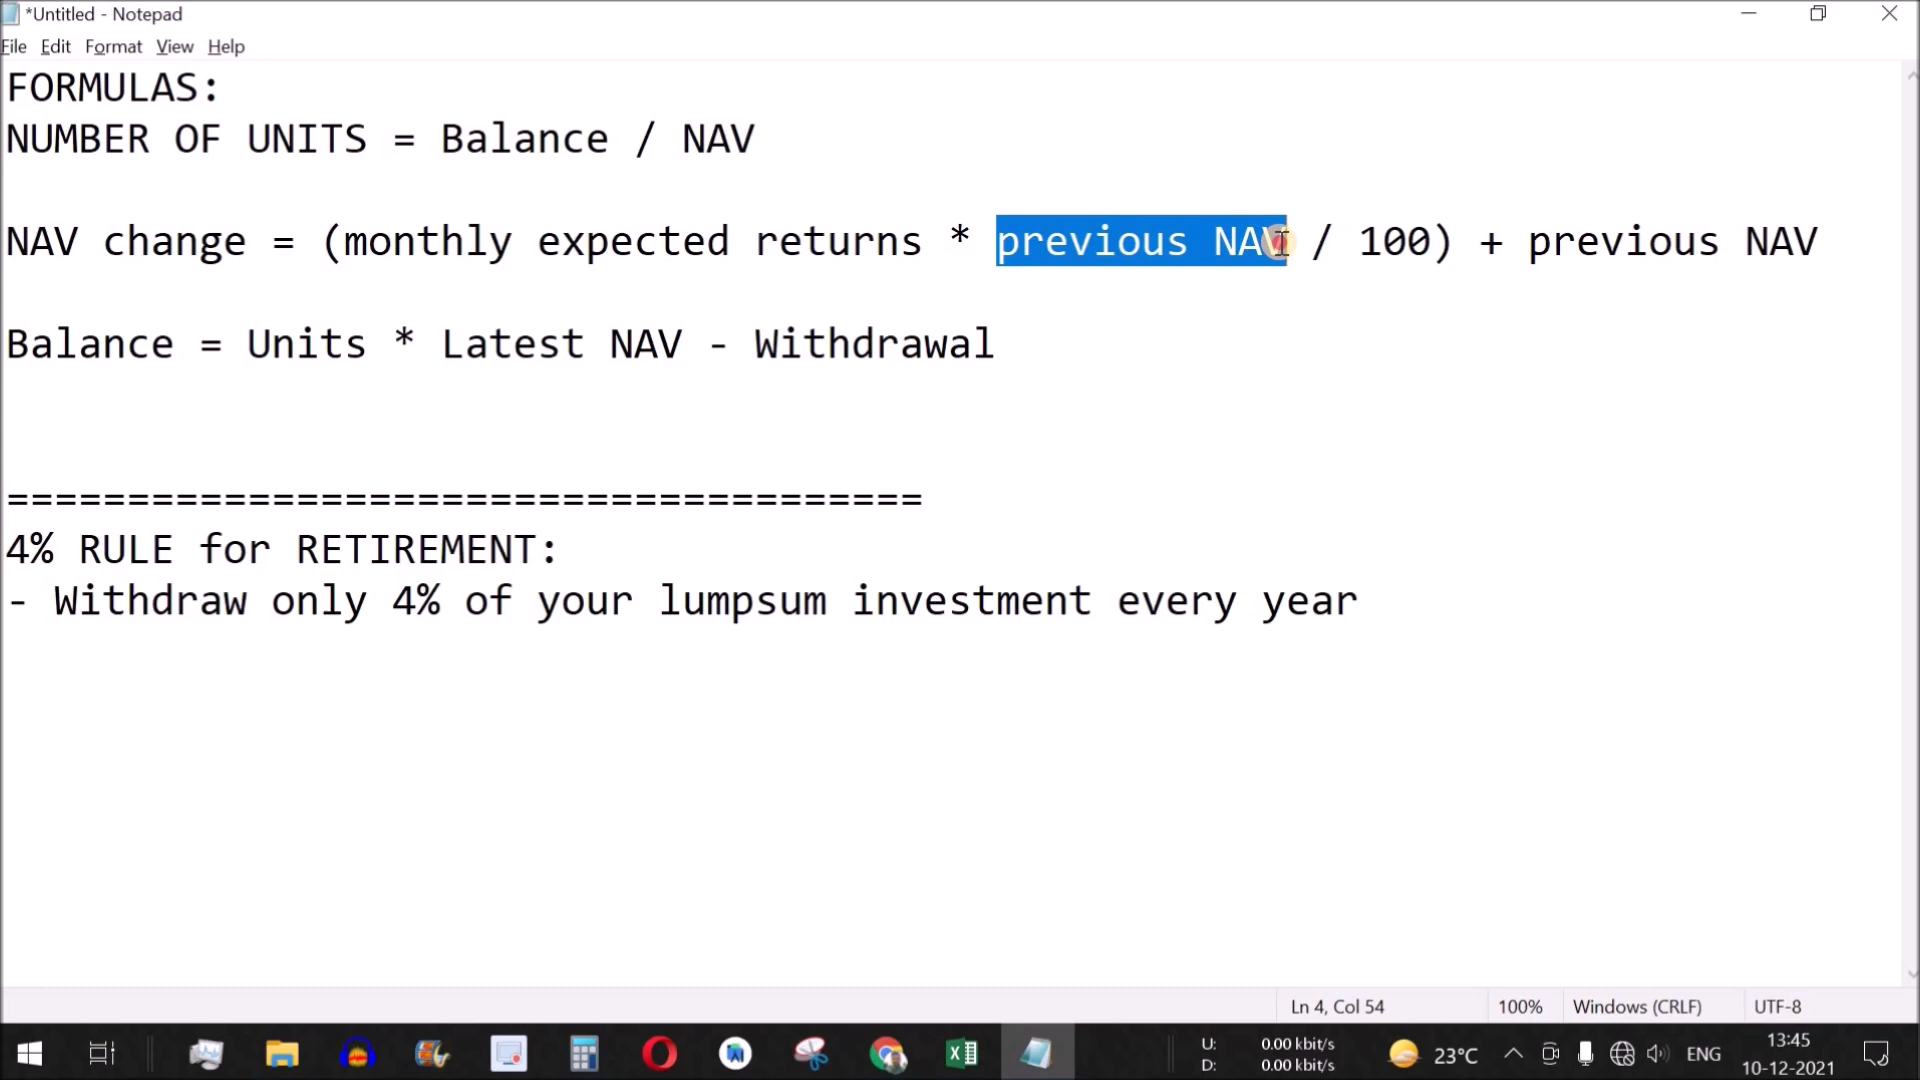 *Untitled - Notepad
File Edit Format View Help
FORMULAS:
NUMBER OF UNITS = Balance / NAV
NAV change = (monthly expected returns * previous NAV / 100) + previous NAV
Balance = Units * Latest NAV - Withdrawal
======================================
4% RULE for RETIREMENT:
- Withdraw only 4% of your lumpsum investment every year
Ln 4, Col 54 100% Windows (CRLF) UTF-8
U: 0.00 kbit/s
D: 0.00 kbit/s
23°C
ENG
13:45
10-12-2021